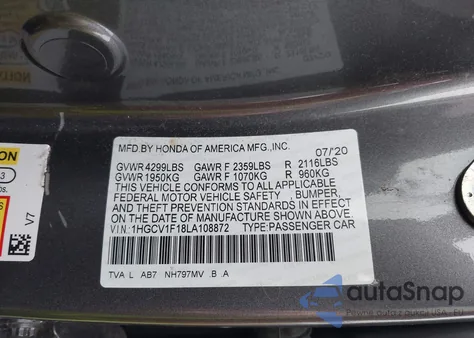 MFD BY HONDA OF AMERICA MFG.,INC. 07/'20
GVWR 4299LBS GAWR F 2359LBS R 2116LBS
GVWR 1950KG GAWR F 1070KG R 960KG
THIS VEHICLE CONFORMS TO ALL APPLICABLE
FEDERAL MOTOR VEHICLE SAFETY, BUMPER,
AND THEFT PREVENTION STANDARDS IN EFFECT
ON THE DATE OF MANUFACTURE SHOWN ABOVE.
VIN: 1HGCV1F18LA108872 TYPE:PASSENGER CAR
TVA L AB7 NH797MV B A
V7
3
autoSnap